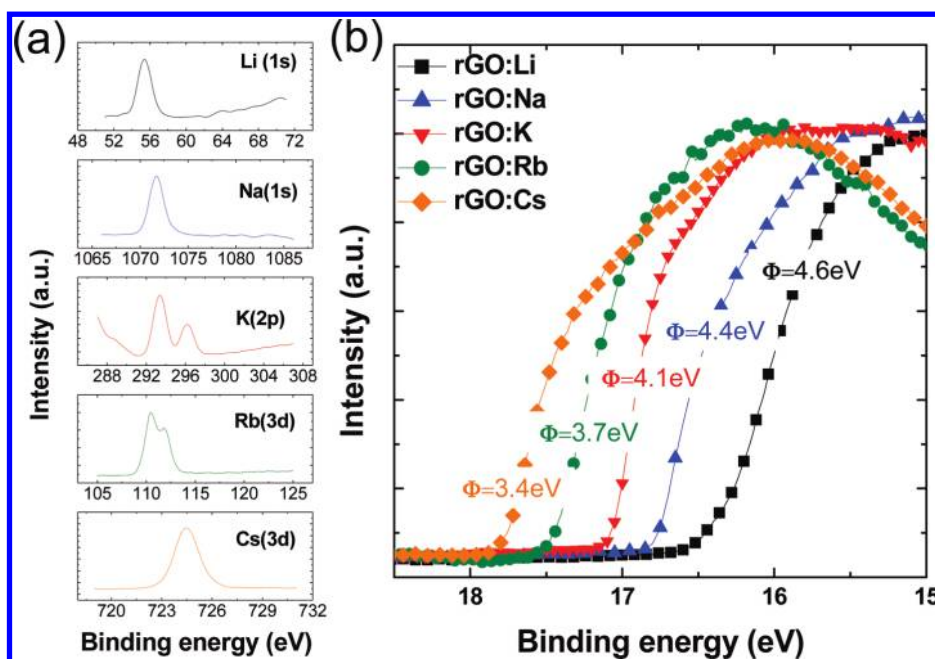 (a)
Li (1s)
48 52 56 60 64 68 72
Na(1s)
1065 1070 1075 1080 1085
K(2p)
288 292 296 300 304 308
Rb(3d)
105 110 115 120 125
Cs(3d)
720 723 726 729 732
Intensity (a.u.)
Binding energy (eV)
(b)
rGO:Li
rGO:Na
rGO:K
rGO:Rb
rGO:Cs
Φ=4.6eV
Φ=4.4eV
Φ=4.1eV
Φ=3.7eV
Φ=3.4eV
18 17 16 15
Intensity (a.u.)
Binding energy (eV)